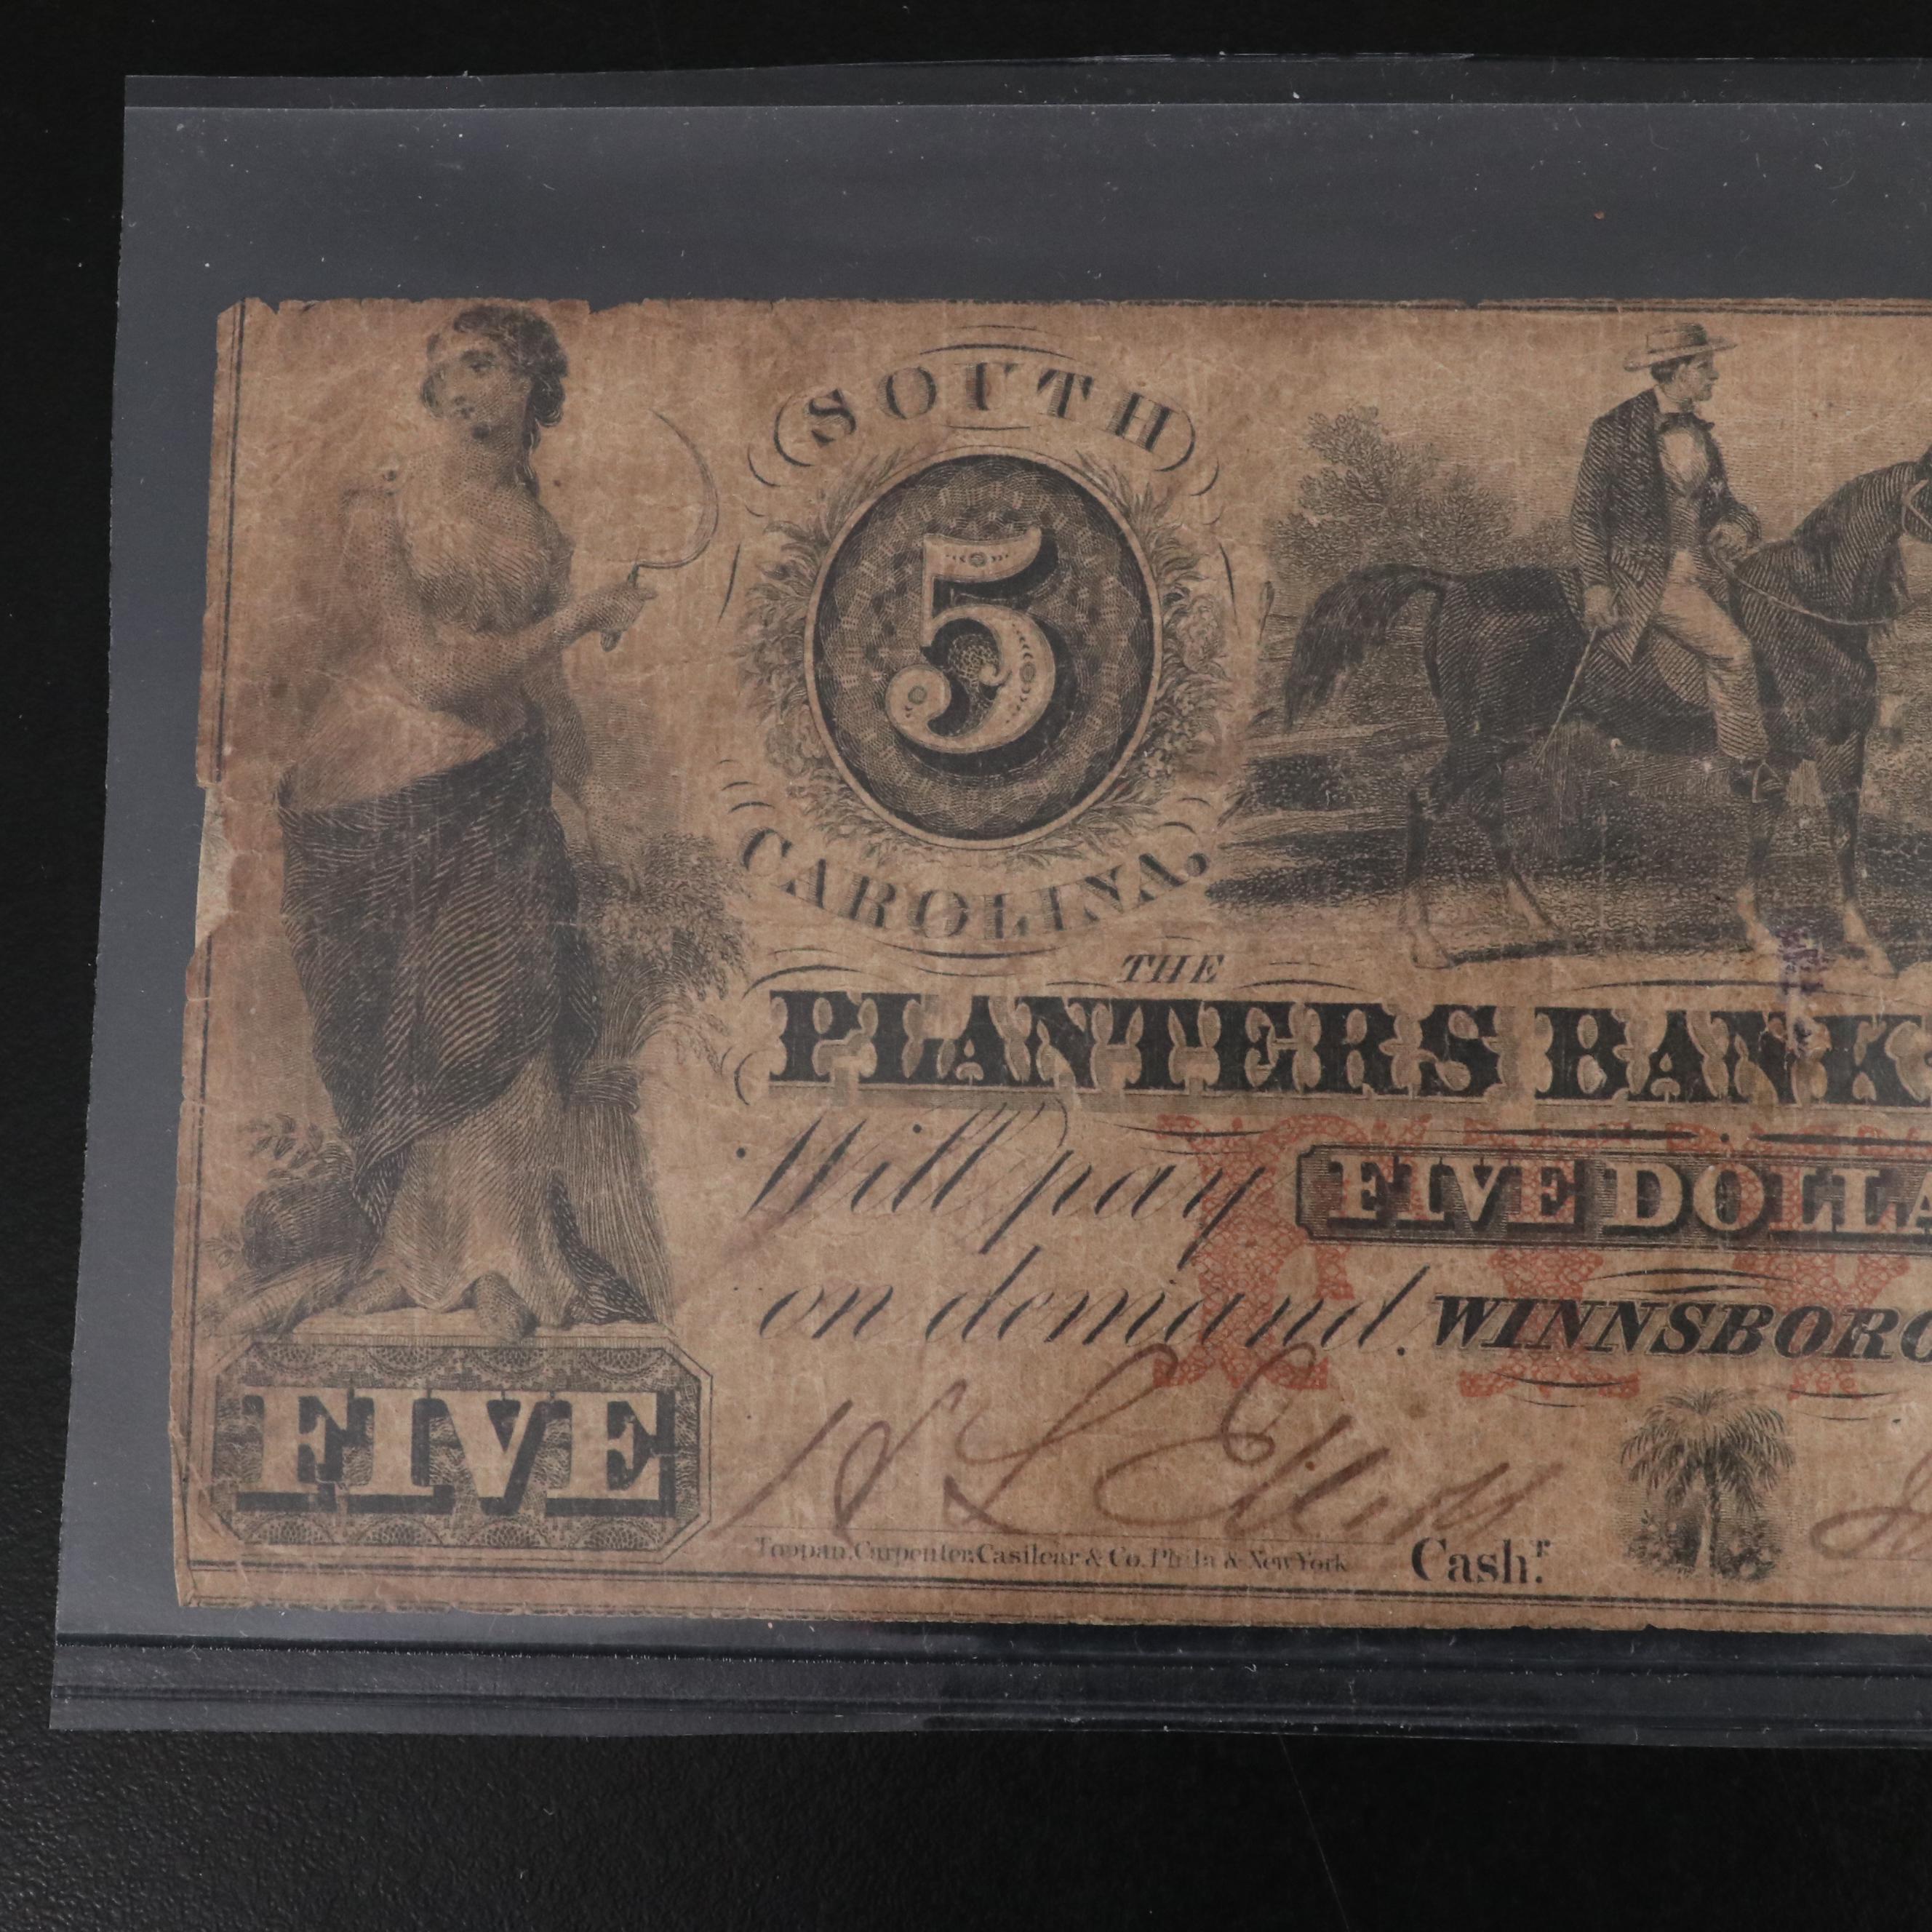 SOUTH
5
CAROLINA.
THE
PLANTERS BANK
Will pay FIVE DOLLA
on demand. WINNSBORO
FIVE
H L Elliott
Toppan, Carpenter, Casilear & Co. Phila & New York
Cash.r